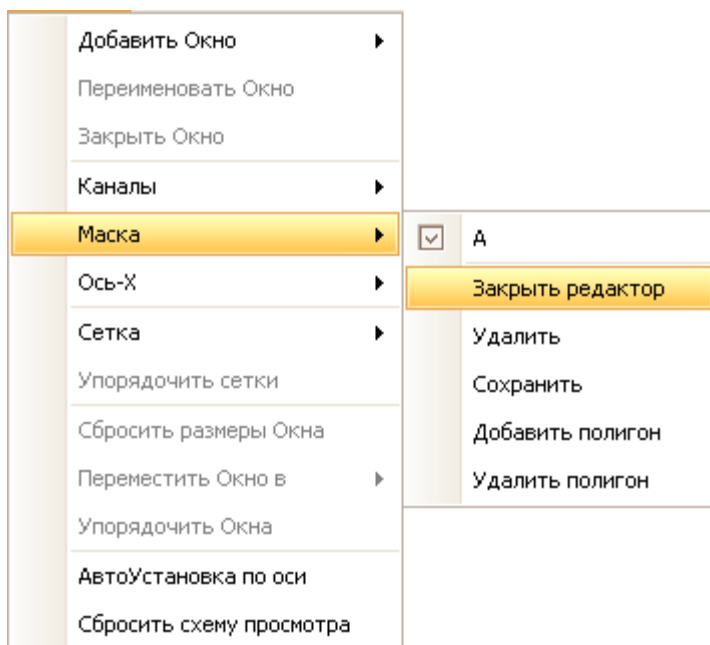 Добавить Окно
Переименовать Окно
Закрыть Окно
Каналы
Маска
Ось-X
Сетка
Упорядочить сетки
Сбросить размеры Окна
Переместить Окно в
Упорядочить Окна
АвтоУстановка по оси
Сбросить схему просмотра
A
Закрыть редактор
Удалить
Сохранить
Добавить полигон
Удалить полигон